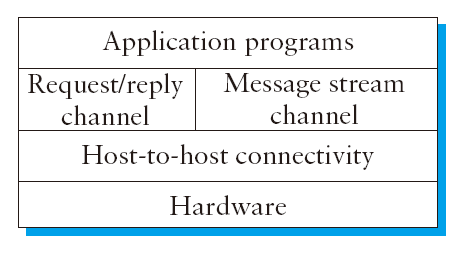 Application programs
Request/reply
channel
Message stream
channel
Host-to-host connectivity
Hardware